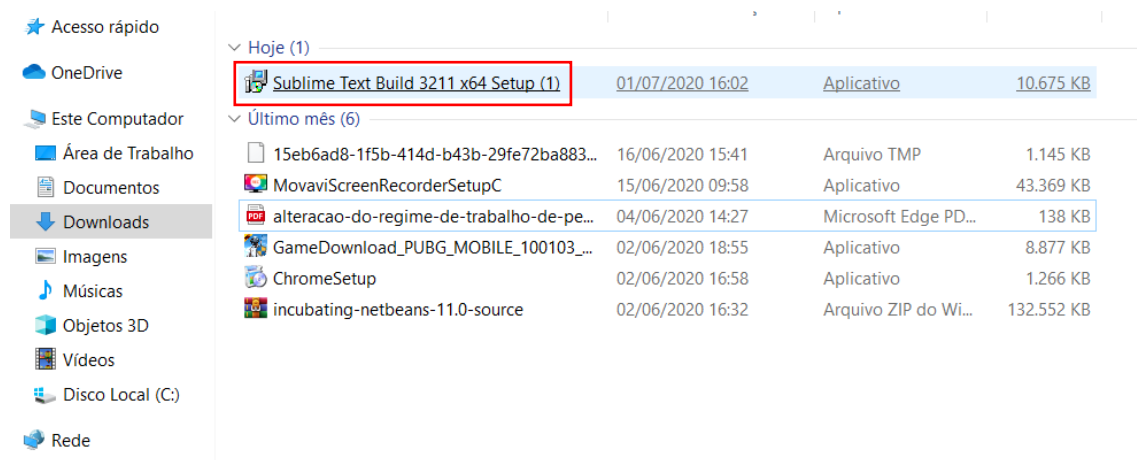 Acesso rápido
OneDrive
Este Computador
Área de Trabalho
Documentos
Downloads
Imagens
Músicas
Objetos 3D
Vídeos
Disco Local (C:)
Rede
Hoje (1)
Sublime Text Build 3211 x64 Setup (1) 01/07/2020 16:02 Aplicativo 10.675 KB
Último mês (6)
15eb6ad8-1f5b-414d-b43b-29fe72ba883... 16/06/2020 15:41 Arquivo TMP 1.145 KB
MovaviScreenRecorderSetupC 15/06/2020 09:58 Aplicativo 43.369 KB
PDF alteracao-do-regime-de-trabalho-de-pe... 04/06/2020 14:27 Microsoft Edge PD... 138 KB
GameDownload_PUBG_MOBILE_100103_... 02/06/2020 18:55 Aplicativo 8.877 KB
ChromeSetup 02/06/2020 16:58 Aplicativo 1.266 KB
incubating-netbeans-11.0-source 02/06/2020 16:32 Arquivo ZIP do Wi... 132.552 KB